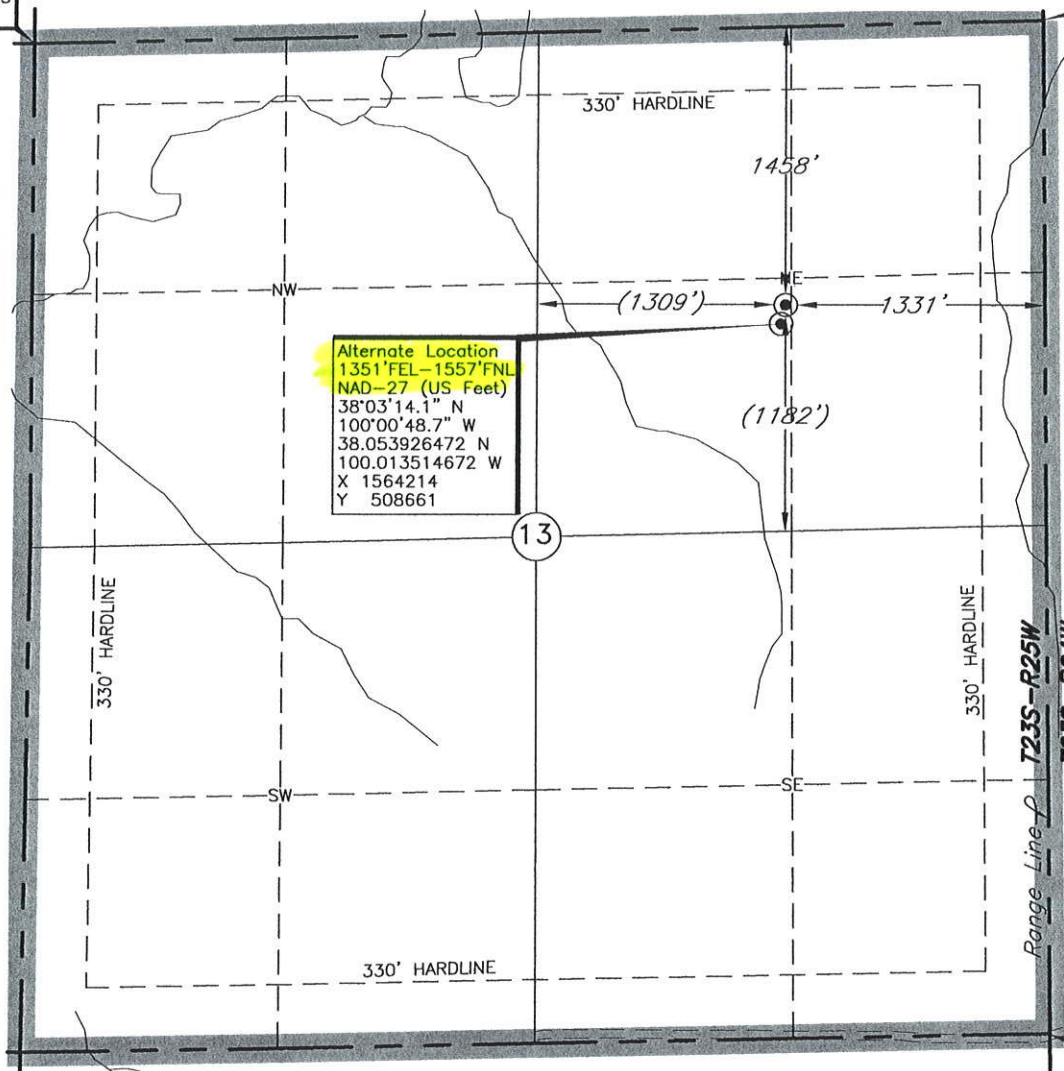 330' HARDLINE
1458'
NW
NE
(1309')
1331'
Alternate Location
1351'FEL-1557'FNL
NAD-27 (US Feet)
38°03'14.1" N
100°00'48.7" W
38.053926472 N
100.013514672 W
X 1564214
Y 508661
(1182')
13
330' HARDLINE
330' HARDLINE
SW
SE
Range Line
T23S-R25W
330' HARDLINE